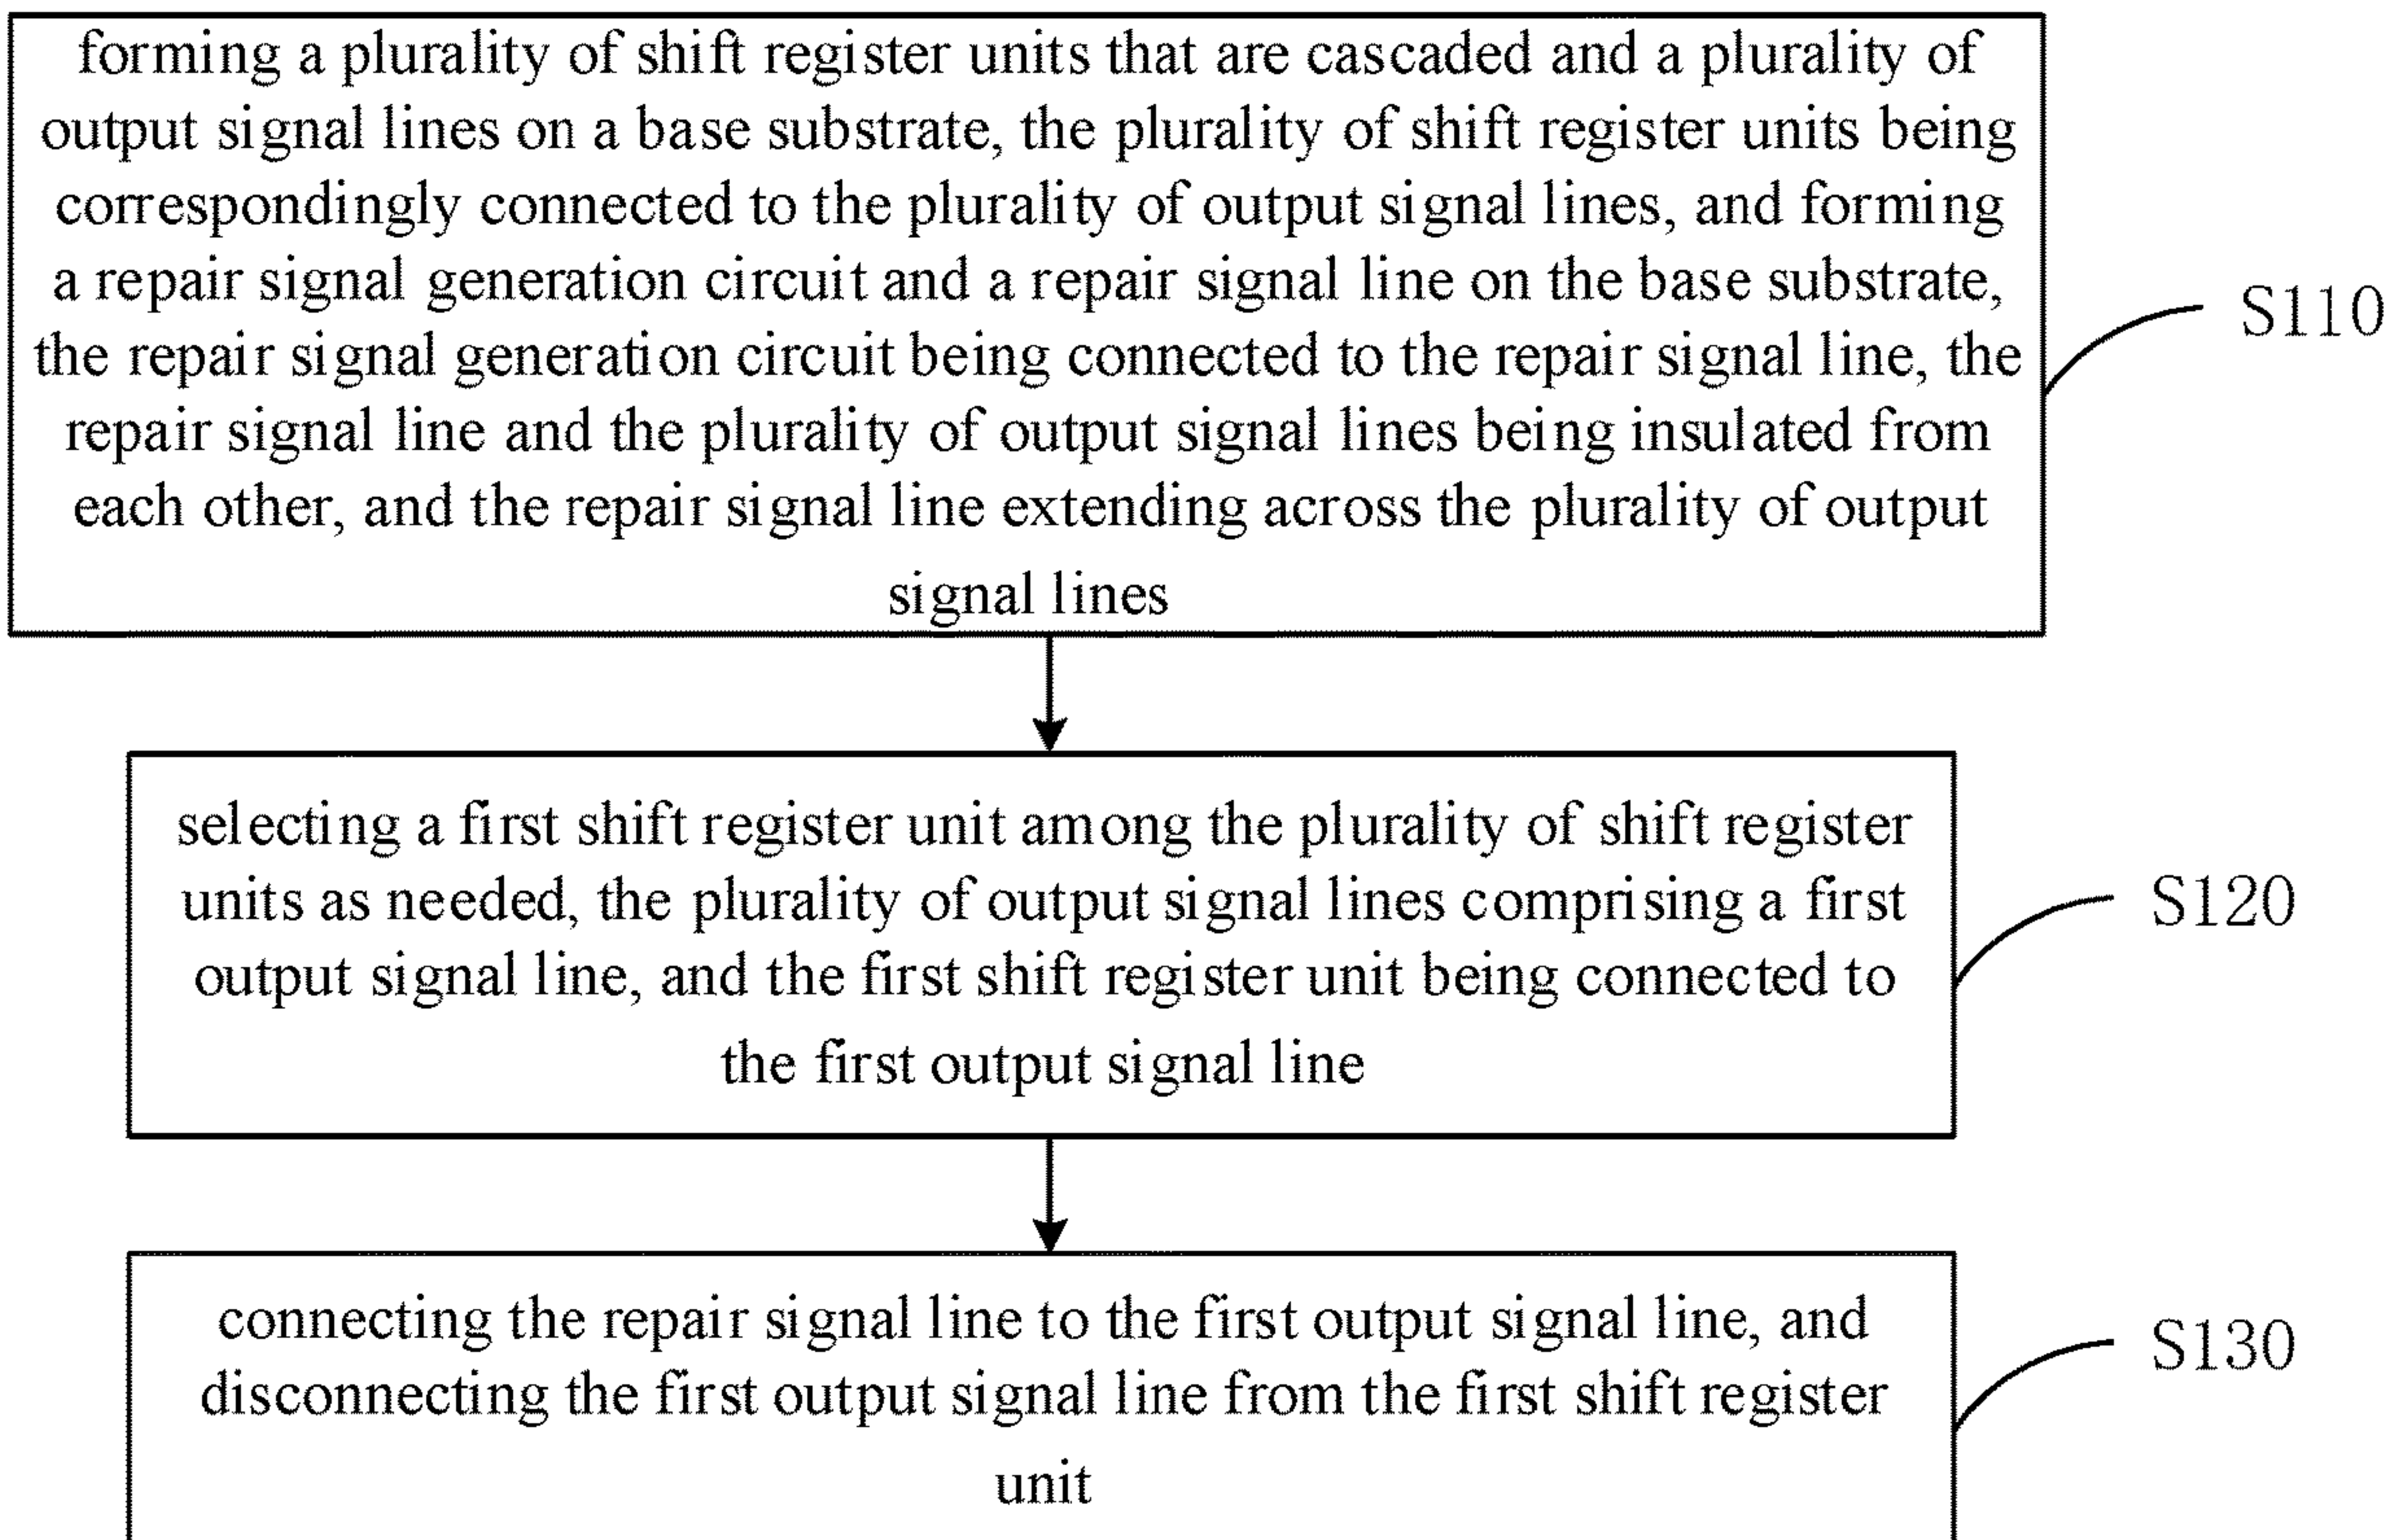 forming a plurality of shift register units that are cascaded and a plurality of
output signal lines on a base substrate, the plurality of shift register units being
correspondingly connected to the plurality of output signal lines, and forming
a repair signal generation circuit and a repair signal line on the base substrate,
the repair signal generation circuit being connected to the repair signal line, the
repair signal line and the plurality of output signal lines being insulated from
each other, and the repair signal line extending across the plurality of output
signal lines
S110
selecting a first shift register unit among the plurality of shift register
units as needed, the plurality of output signal lines comprising a first
output signal line, and the first shift register unit being connected to
the first output signal line
S120
connecting the repair signal line to the first output signal line, and
disconnecting the first output signal line from the first shift register
unit
S130